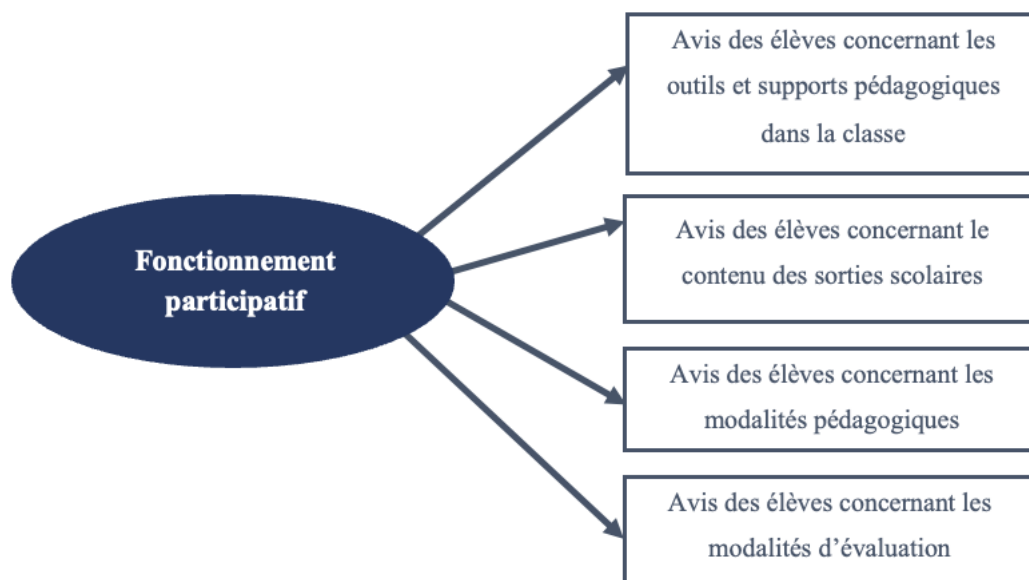 Avis des élèves concernant les
outils et supports pédagogiques
dans la classe
Fonctionnement
participatif
Avis des élèves concernant le
contenu des sorties scolaires
Avis des élèves concernant les
modalités pédagogiques
Avis des élèves concernant les
modalités d’évaluation